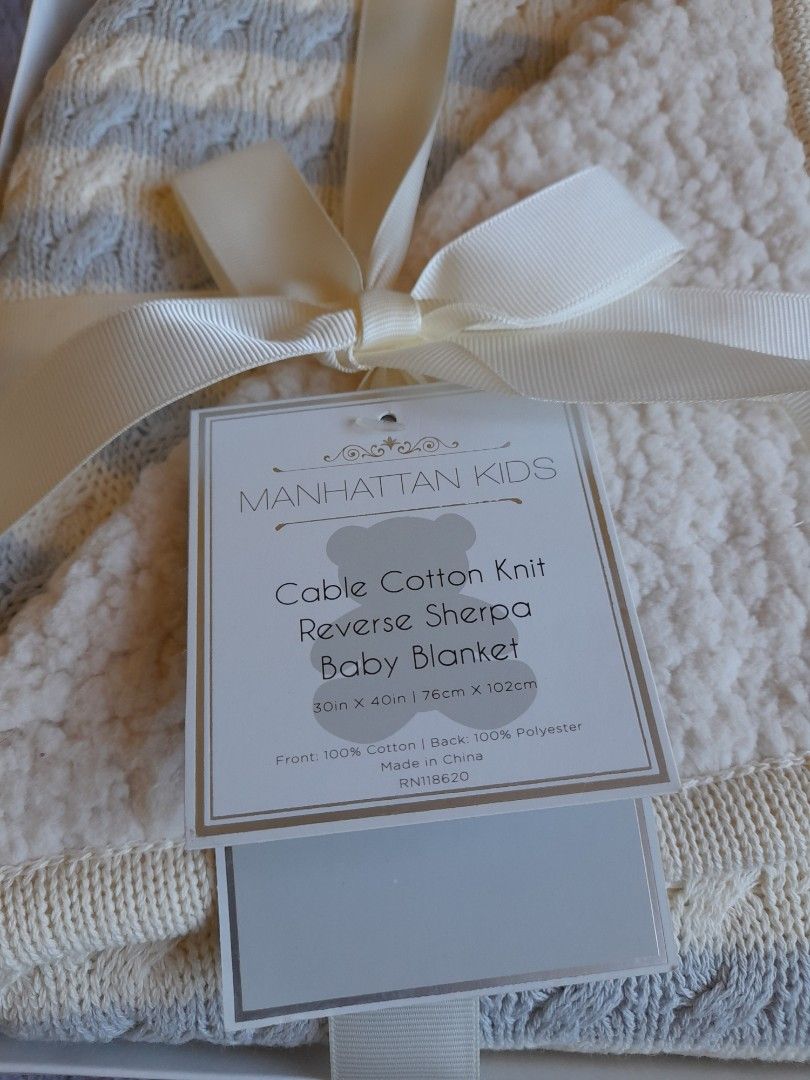 MANHATTAN KIDS
Cable Cotton Knit
Reverse Sherpa
Baby Blanket
30in X 40in | 76cm X 102cm
Front: 100% Cotton | Back: 100% Polyester
Made in China
RN118620